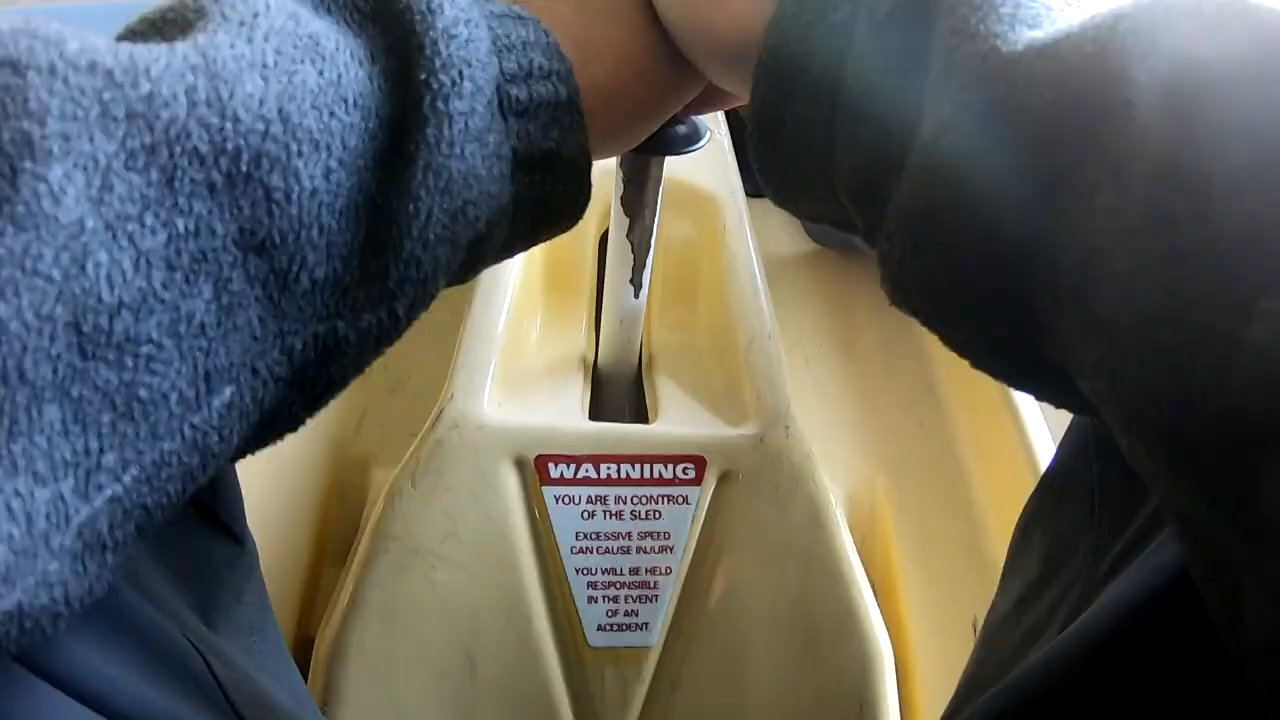 WARNING
YOU ARE IN CONTROL
OF THE SLED.
EXCESSIVE SPEED
CAN CAUSE INJURY.
YOU WILL BE HELD
RESPONSIBLE
IN THE EVENT
OF AN
ACCIDENT